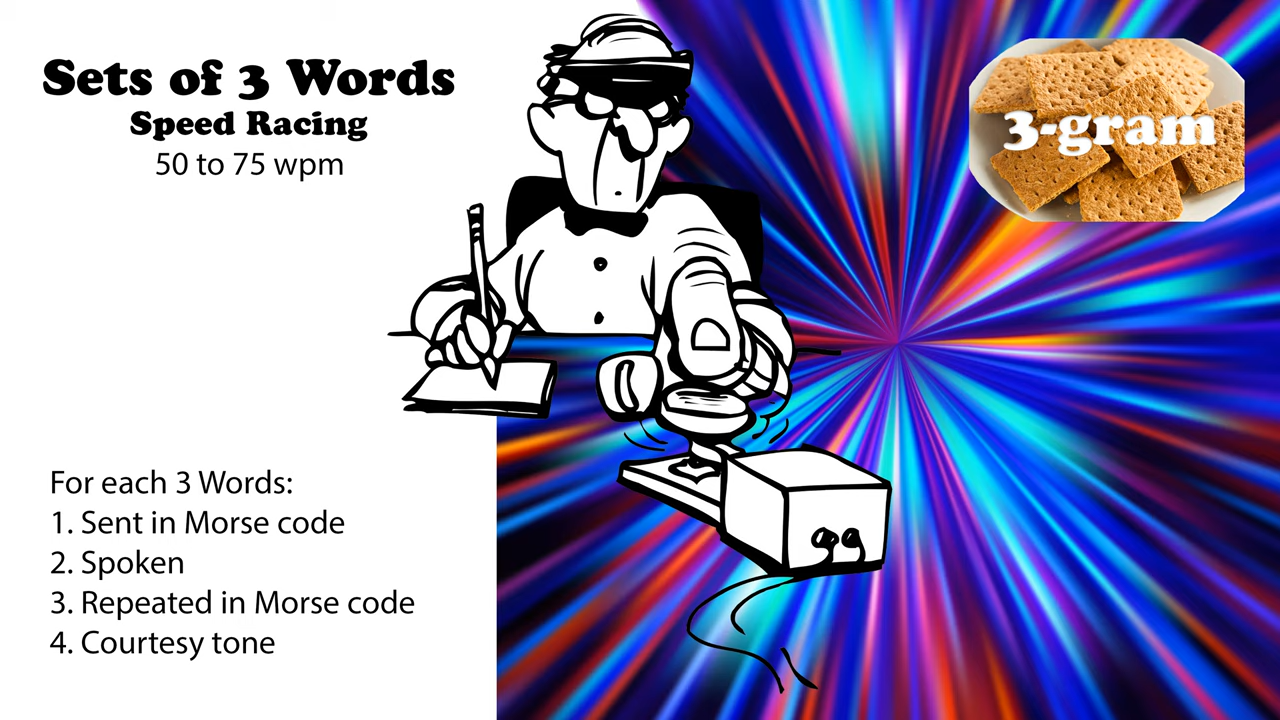 Sets of 3 Words
Speed Racing
50 to 75 wpm
3-gram
For each 3 Words:
1. Sent in Morse code
2. Spoken
3. Repeated in Morse code
4. Courtesy tone